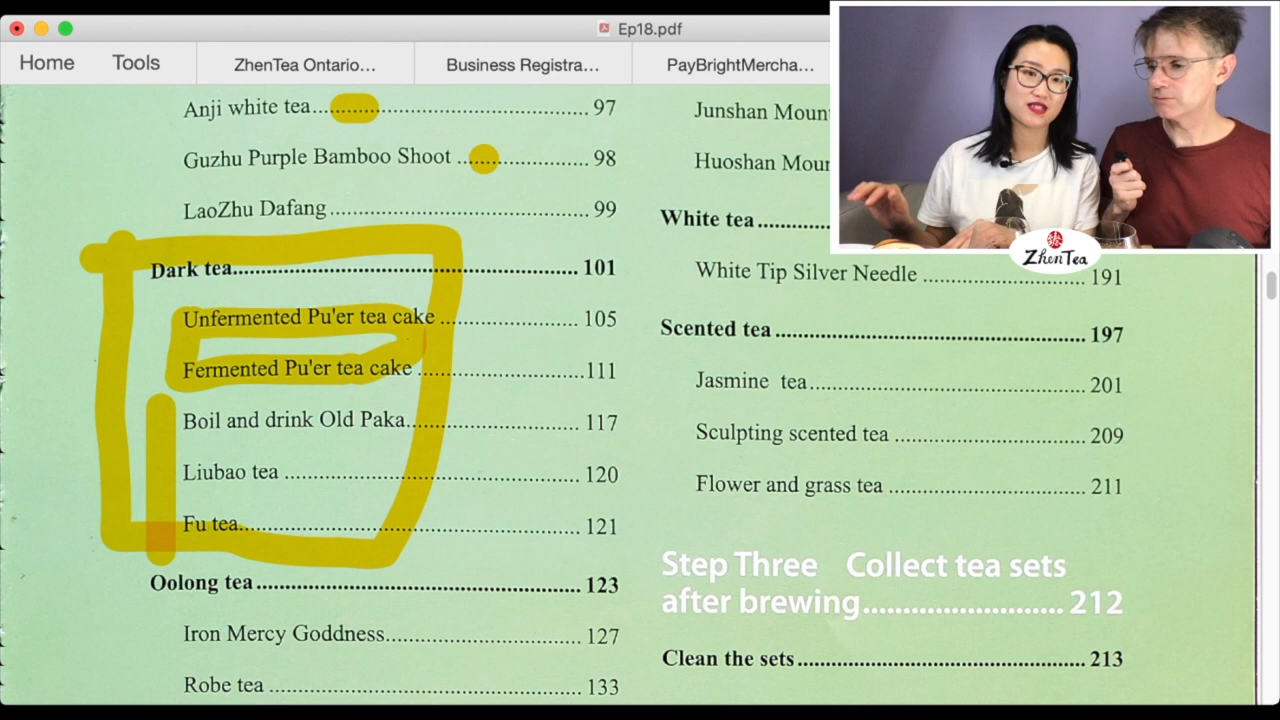 Ep18.pdf
Home Tools ZhenTea Ontario… Business Registra… PayBrightMercha…
Anji white tea 97
Guzhu Purple Bamboo Shoot 98
LaoZhu Dafang 99
Dark tea 101
Unfermented Pu'er tea cake 105
Fermented Pu'er tea cake 111
Boil and drink Old Paka 117
Liubao tea 120
Fu tea 121
Oolong tea 123
Iron Mercy Goddness 127
Robe tea 133
Junshan Moun
Huoshan Moun
White tea
White Tip Silver Needle 191
Scented tea 197
Jasmine tea 201
Sculpting scented tea 209
Flower and grass tea 211
Step Three Collect tea sets
after brewing 212
Clean the sets 213
ZhenTea